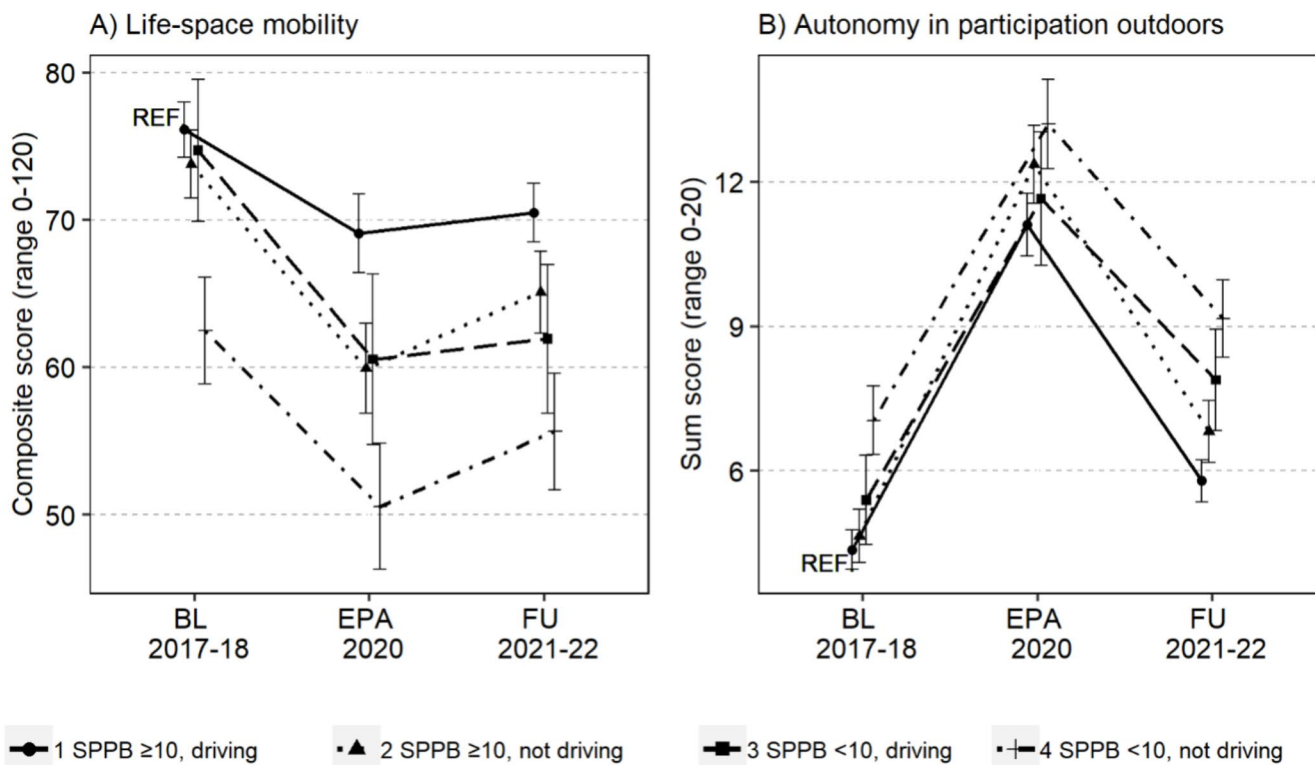 A) Life-space mobility
Composite score (range 0-120)
80
70
60
50
REF
BL
2017-18
EPA
2020
FU
2021-22
B) Autonomy in participation outdoors
Sum score (range 0-20)
12
9
6
REF
BL
2017-18
EPA
2020
FU
2021-22
1 SPPB ≥10, driving
2 SPPB ≥10, not driving
3 SPPB <10, driving
4 SPPB <10, not driving